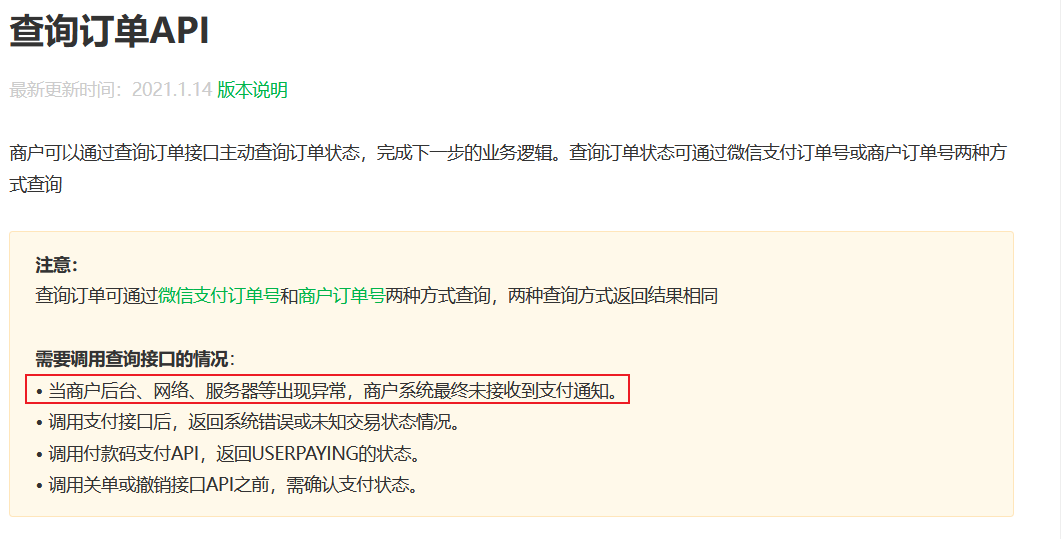 查询订单API
最新更新时间：2021.1.14 版本说明
商户可以通过查询订单接口主动查询订单状态，完成下一步的业务逻辑。查询订单状态可通过微信支付订单号或商户订单号两种方
式查询
注意：
查询订单可通过微信支付订单号和商户订单号两种方式查询，两种查询方式返回结果相同
需要调用查询接口的情况：
• 当商户后台、网络、服务器等出现异常，商户系统最终未接收到支付通知。
• 调用支付接口后，返回系统错误或未知交易状态情况。
• 调用付款码支付API，返回USERPAYING的状态。
• 调用关单或撤销接口API之前，需确认支付状态。